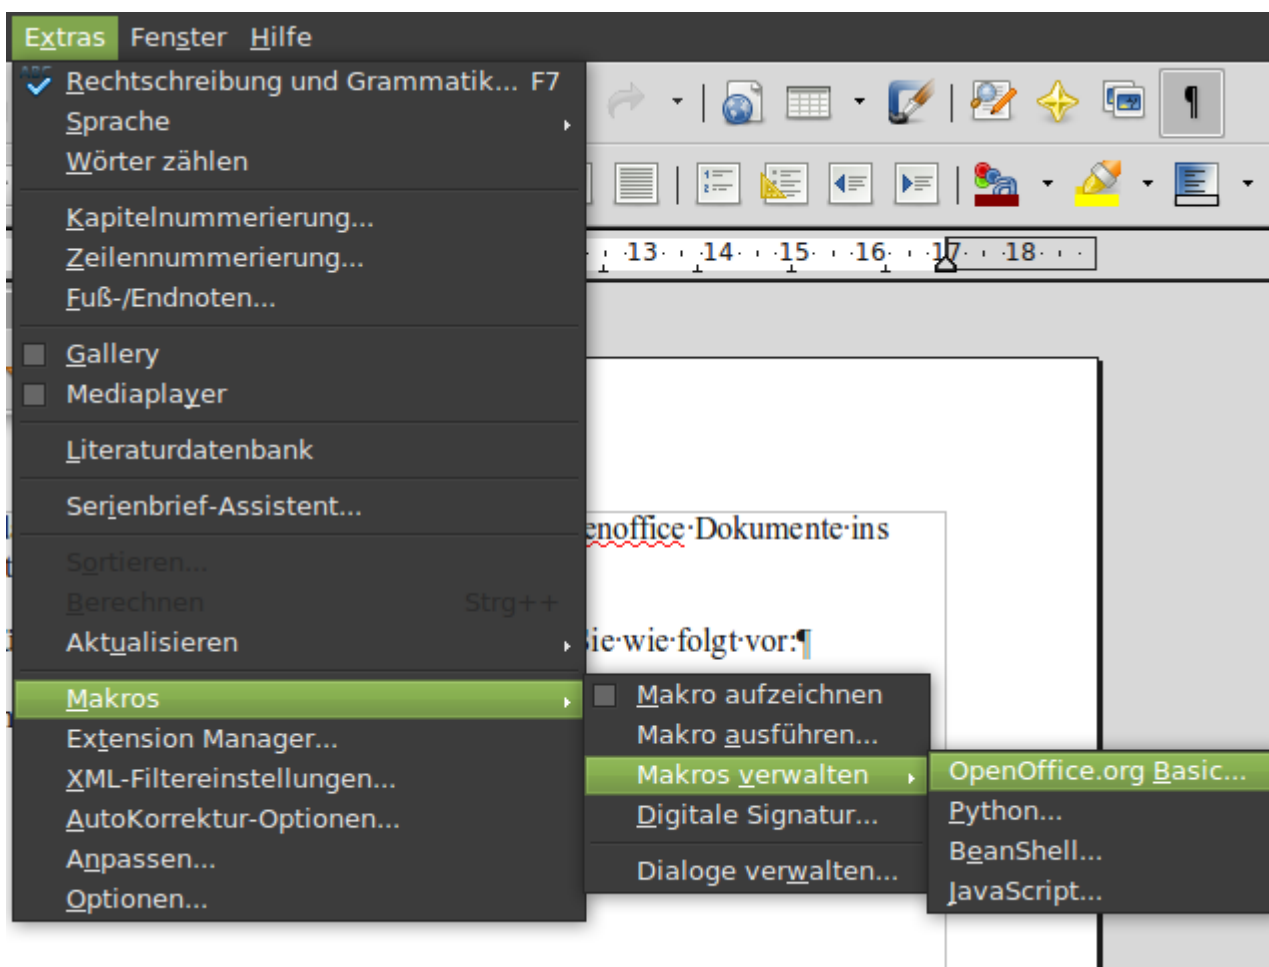 Extras Fenster Hilfe
Rechtschreibung und Grammatik... F7
Sprache
Wörter zählen
Kapitelnummerierung...
Zeilennummerierung...
Fuß-/Endnoten...
Gallery
Mediaplayer
Literaturdatenbank
Serienbrief-Assistent...
Sortieren...
Berechnen Strg++
Aktualisieren
Makros
Extension Manager...
XML-Filtereinstellungen...
AutoKorrektur-Optionen...
Anpassen...
Optionen...
Makro aufzeichnen
Makro ausführen...
Makros verwalten
Digitale Signatur...
Dialoge verwalten...
OpenOffice.org Basic...
Python...
BeanShell...
JavaScript...
¶
13 14 15 16 17 18
enoffice·Dokumente·ins
ie·wie·folgt·vor:¶